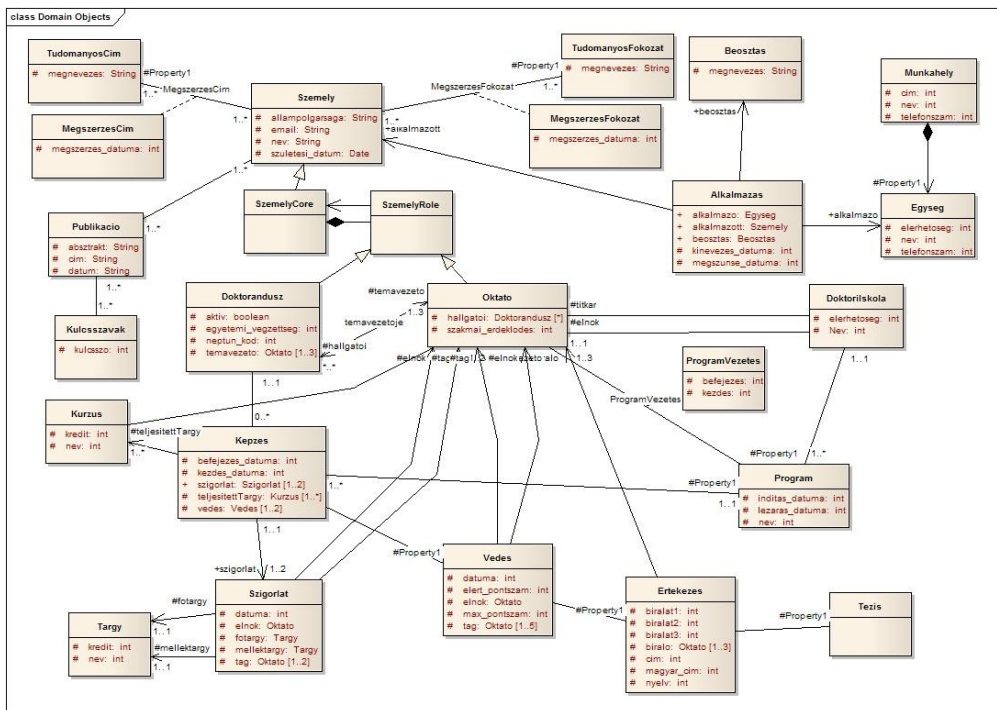 class Domain Objects
TudomanyosCim
# megnevezes: String
#Property1
1..*
MegszerzesCim
1..*
MegszerzesCim
# megszerzes_datuma: int
Szemely
# allampolgarsaga: String
# email: String
# nev: String
# szuletesi_datum: Date
TudomanyosFokozat
# megnevezes: String
#Property1
1..*
MegszerzesFokozat
1..*
+alkalmazott
MegszerzesFokozat
# megszerzes_datuma: int
Beosztas
# megnevezes: String
+beosztas
Munkahely
# cim: int
# nev: int
# telefonszam: int
#Property1
SzemelyCore
SzemelyRole
Alkalmazas
+ alkalmazo: Egyseg
+ alkalmazott: Szemely
+ beosztas: Beosztas
# kinevezes_datuma: int
# megszunse_datuma: int
+alkalmazo
Egyseg
# elerhetoseg: int
# nev: int
# telefonszam: int
1..*
1..*
Publikacio
# absztrakt: String
# cim: String
# datum: String
1..*
1..*
Kulcsszavak
# kulcsszo: int
Doktorandusz
# aktiv: boolean
# egyetemi_vegzettseg: int
# neptun_kod: int
# temavezeto: Oktato [1..3]
#temavezeto
1..3
temavezetoje
#hallgatoi
Oktato
# hallgatoi: Doktorandusz [*]
# szakmai_erdeklodes: int
#titkar
#elnok
1..1
1..3
DoktoriIskola
# elerhetoseg: int
# Nev: int
1..1
ProgramVezetes
# befejezes: int
# kezdes: int
ProgramVezetes
#elnok
1..1
0..*
Kurzus
# kredit: int
# nev: int
#teljesitettTargy
1..*
Kepzes
# befejezes_datuma: int
# kezdes_datuma: int
+ szigorlat: Szigorlat [1..2]
# teljesitettTargy: Kurzus [1..*]
# vedes: Vedes [1..2]
1..*
#Property1
#Property1
1..1
1..*
Program
# inditas_datuma: int
# lezaras_datuma: int
# nev: int
1..1
#Property1
+szigorlat
1..2
Szigorlat
# datuma: int
# elnok: Oktato
# fotargy: Targy
# mellektargy: Targy
# tag: Oktato [1..2]
#fotargy
1..1
#mellektargy
1..1
Targy
# kredit: int
# nev: int
Vedes
# datuma: int
# elert_pontszam: int
# elnok: Oktato
# max_pontszam: int
# tag: Oktato [1..5]
#Property1
Ertekezes
# biralat1: int
# biralat2: int
# biralat3: int
# biralo: Oktato [1..3]
# cim: int
# magyar_cim: int
# nyelv: int
#Property1
Tezis